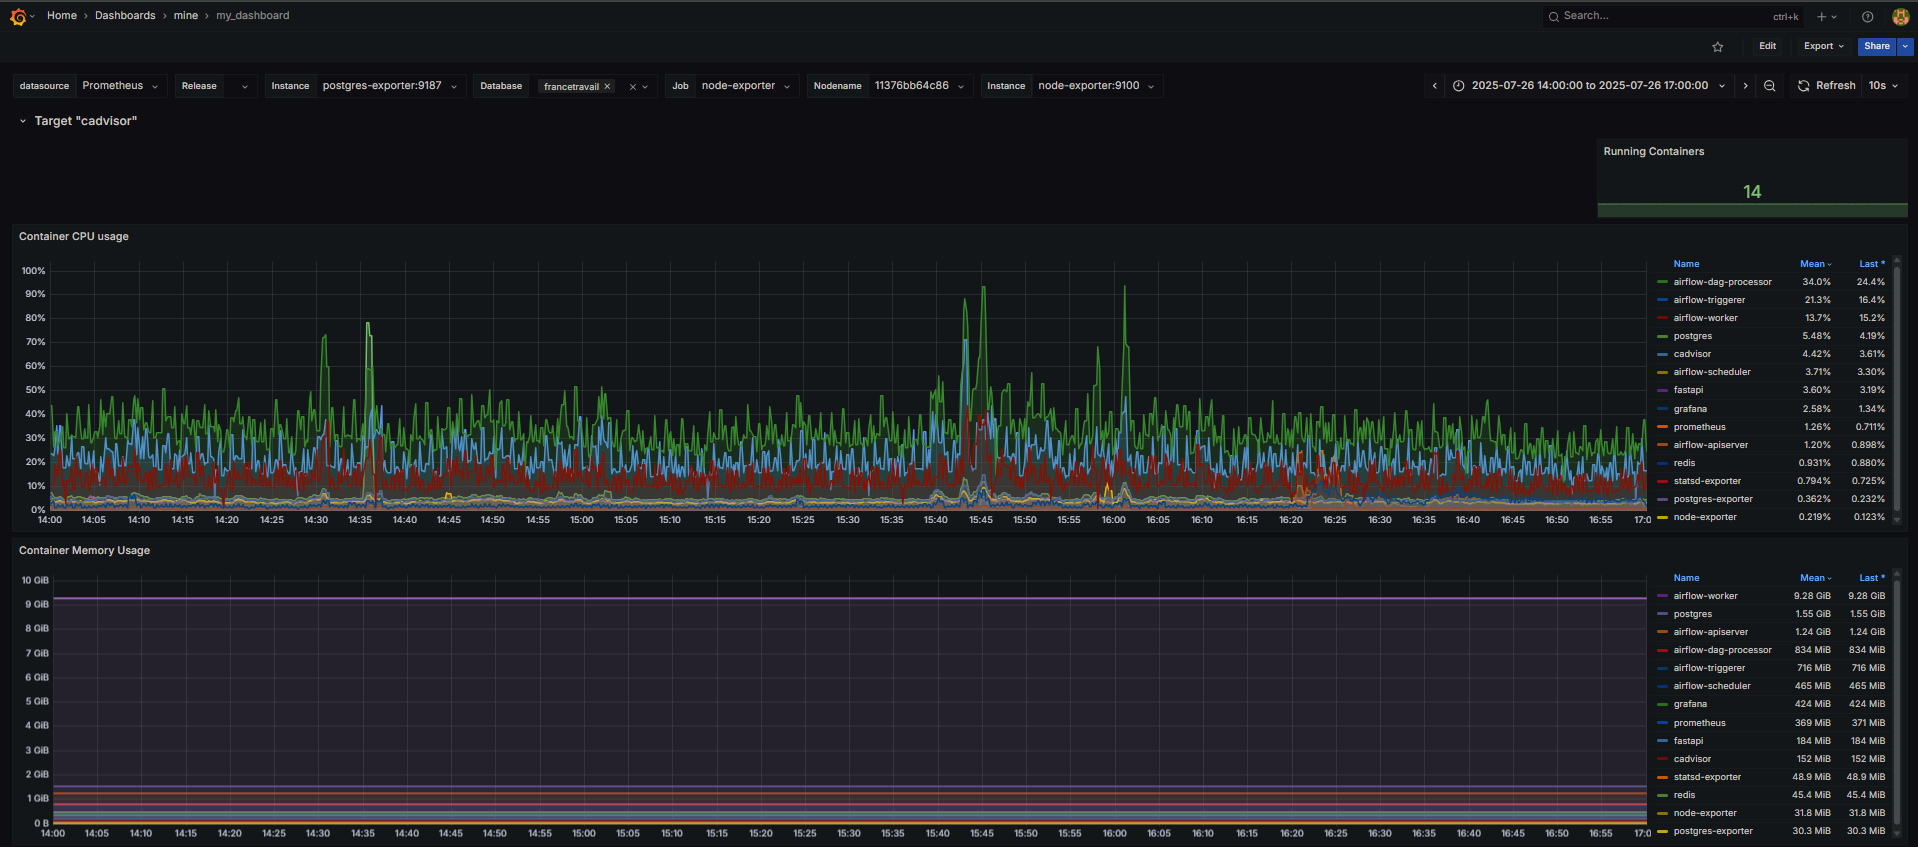 Home › Dashboards › mine › my_dashboard
Search... ctrl+k
Edit Export Share
datasource Prometheus Release Instance postgres-exporter:9187 Database francetravail × × Job node-exporter Nodename 11376bb64c86 Instance node-exporter:9100 2025-07-26 14:00:00 to 2025-07-26 17:00:00 Refresh 10s
Target "cadvisor"
Running Containers
14
Container CPU usage
100%
90%
80%
70%
60%
50%
40%
30%
20%
10%
0%
14:00 14:05 14:10 14:15 14:20 14:25 14:30 14:35 14:40 14:45 14:50 14:55 15:00 15:05 15:10 15:15 15:20 15:25 15:30 15:35 15:40 15:45 15:50 15:55 16:00 16:05 16:10 16:15 16:20 16:25 16:30 16:35 16:40 16:45 16:50 16:55 17:0
Name Mean Last *
airflow-dag-processor 34.0% 24.4%
airflow-triggerer 21.3% 16.4%
airflow-worker 13.7% 15.2%
postgres 5.48% 4.19%
cadvisor 4.42% 3.61%
airflow-scheduler 3.71% 3.30%
fastapi 3.60% 3.19%
grafana 2.58% 1.34%
prometheus 1.26% 0.711%
airflow-apiserver 1.20% 0.898%
redis 0.931% 0.880%
statsd-exporter 0.794% 0.725%
postgres-exporter 0.362% 0.232%
node-exporter 0.219% 0.123%
Container Memory Usage
10 GiB
9 GiB
8 GiB
7 GiB
6 GiB
5 GiB
4 GiB
3 GiB
2 GiB
1 GiB
0 B
14:00 14:05 14:10 14:15 14:20 14:25 14:30 14:35 14:40 14:45 14:50 14:55 15:00 15:05 15:10 15:15 15:20 15:25 15:30 15:35 15:40 15:45 15:50 15:55 16:00 16:05 16:10 16:15 16:20 16:25 16:30 16:35 16:40 16:45 16:50 16:55 17:0
Name Mean Last *
airflow-worker 9.28 GiB 9.28 GiB
postgres 1.55 GiB 1.55 GiB
airflow-apiserver 1.24 GiB 1.24 GiB
airflow-dag-processor 834 MiB 834 MiB
airflow-triggerer 716 MiB 716 MiB
airflow-scheduler 465 MiB 465 MiB
grafana 424 MiB 424 MiB
prometheus 369 MiB 371 MiB
fastapi 184 MiB 184 MiB
cadvisor 152 MiB 152 MiB
statsd-exporter 48.9 MiB 48.9 MiB
redis 45.4 MiB 45.4 MiB
node-exporter 31.8 MiB 31.8 MiB
postgres-exporter 30.3 MiB 30.3 MiB